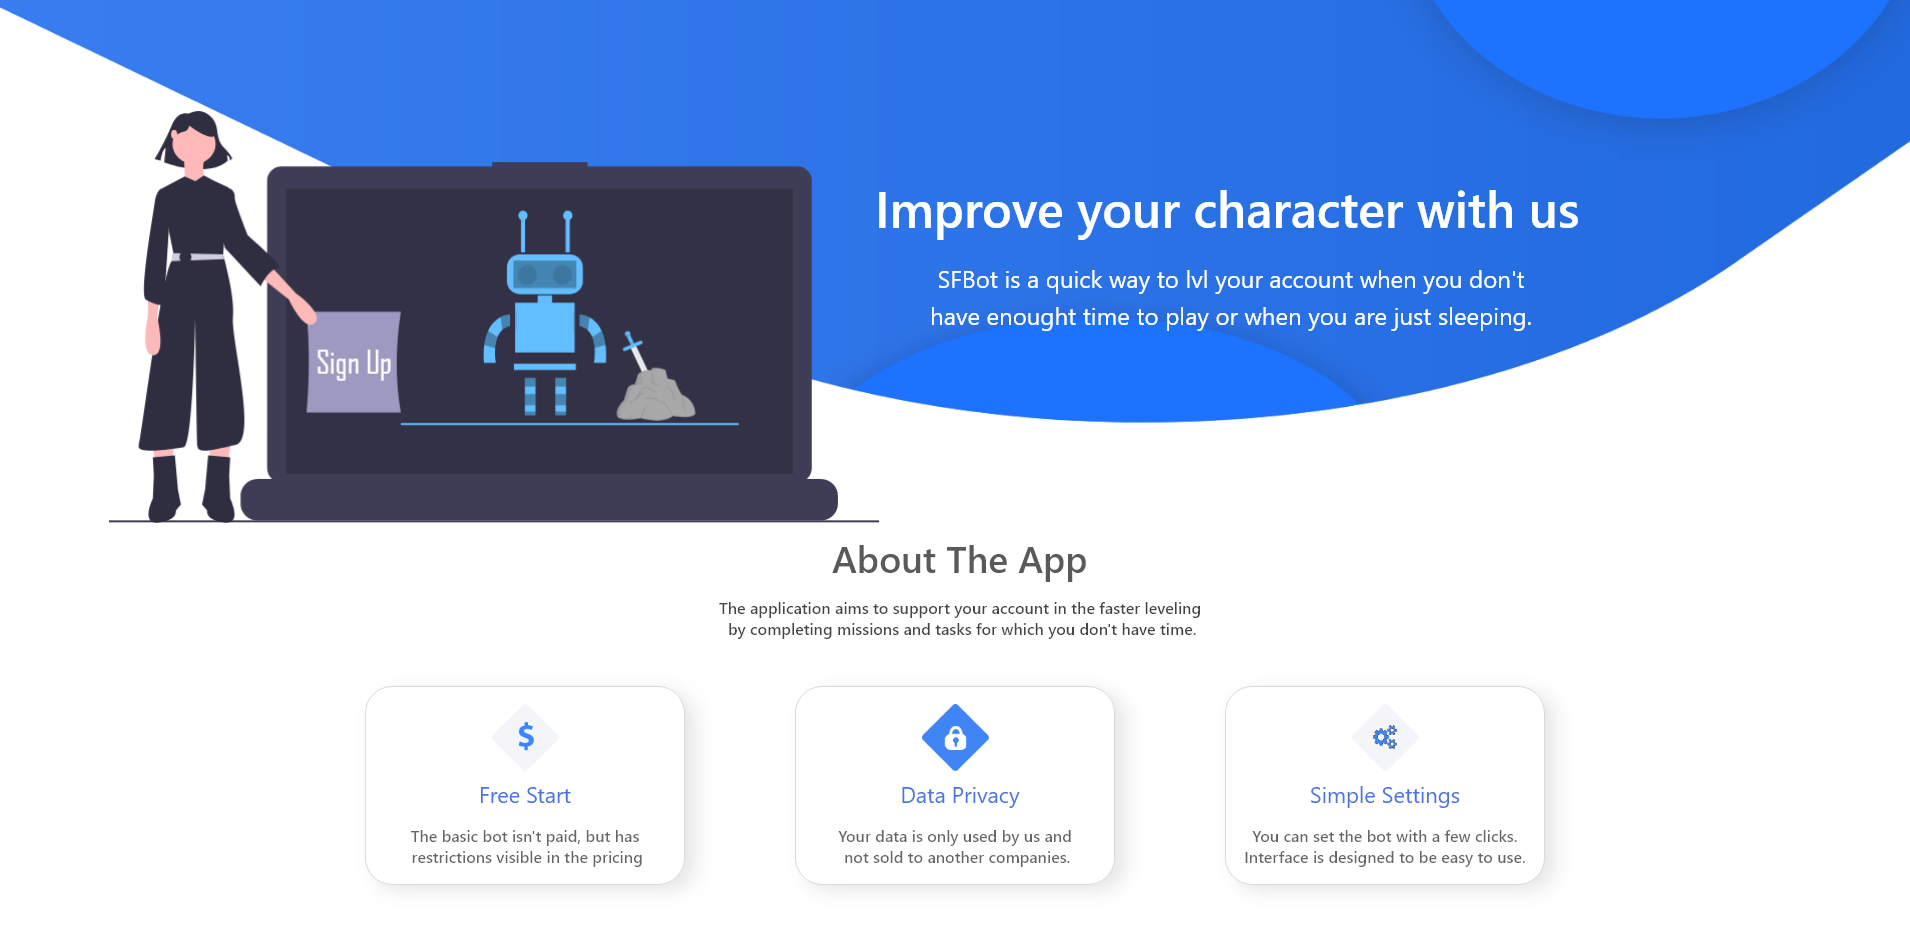 Improve your character with us
SFBot is a quick way to lvl your account when you don't
have enought time to play or when you are just sleeping.
Sign Up
About The App
The application aims to support your account in the faster leveling
by completing missions and tasks for which you don't have time.
$
Free Start
The basic bot isn't paid, but has
restrictions visible in the pricing
Data Privacy
Your data is only used by us and
not sold to another companies.
Simple Settings
You can set the bot with a few clicks.
Interface is designed to be easy to use.